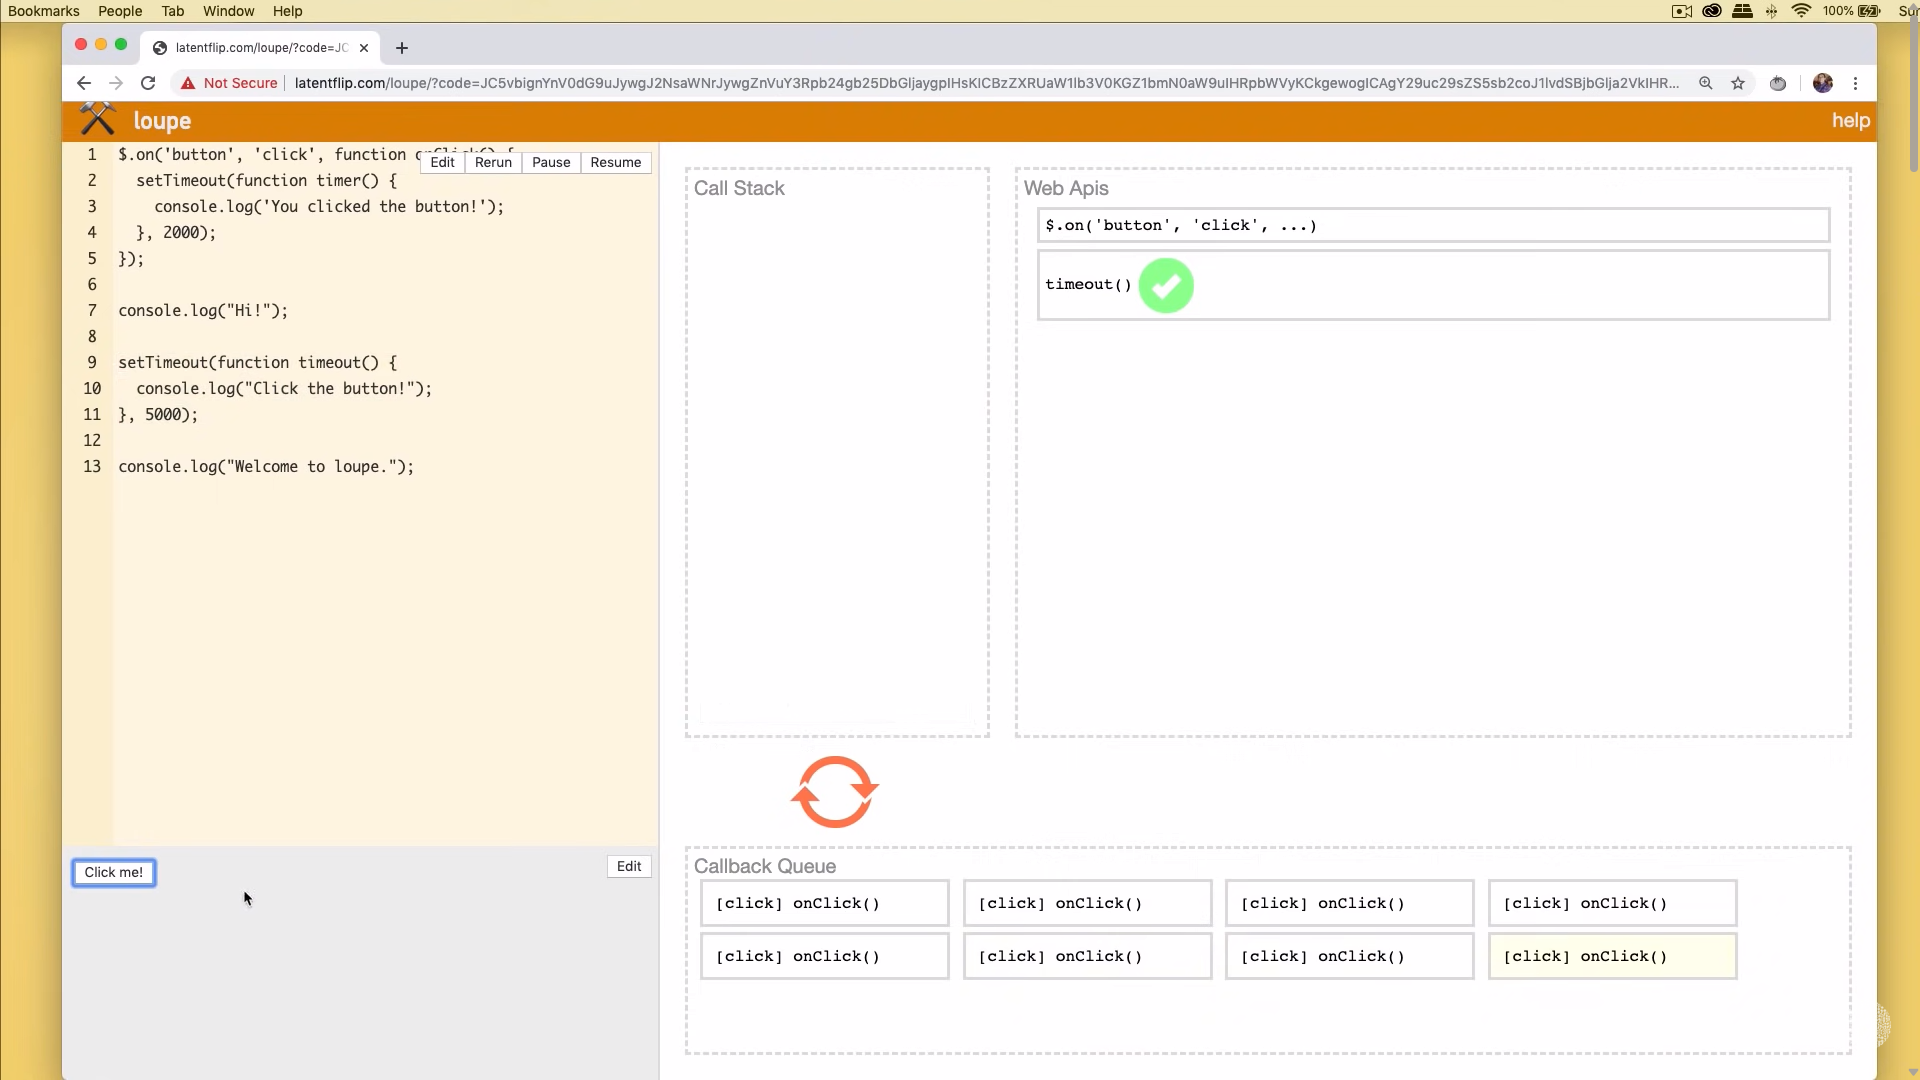 Bookmarks People Tab Window Help 100%
latentflip.com/loupe/?code=JC
Not Secure latentflip.com/loupe/?code=JC5vbignYnV0dG9uJywgJ2NsaWNrJywgZnVuY3Rpb24gb25DbGljaygpIHsKICBzZXRUaW1lb3V0KGZ1bmN0aW9uIHRpbWVyKCkgewogICAgY29uc29sZS5sb2coJ1lvdSBjbGlja2VkIHR...
loupe help
Edit Rerun Pause Resume
1 $.on('button', 'click', function onClick() {
2 setTimeout(function timer() {
3 console.log('You clicked the button!');
4 }, 2000);
5 });
6
7 console.log("Hi!");
8
9 setTimeout(function timeout() {
10 console.log("Click the button!");
11 }, 5000);
12
13 console.log("Welcome to loupe.");
Click me! Edit
Call Stack
Web Apis
$.on('button', 'click', ...)
timeout()
Callback Queue
[click] onClick() [click] onClick() [click] onClick() [click] onClick()
[click] onClick() [click] onClick() [click] onClick() [click] onClick()